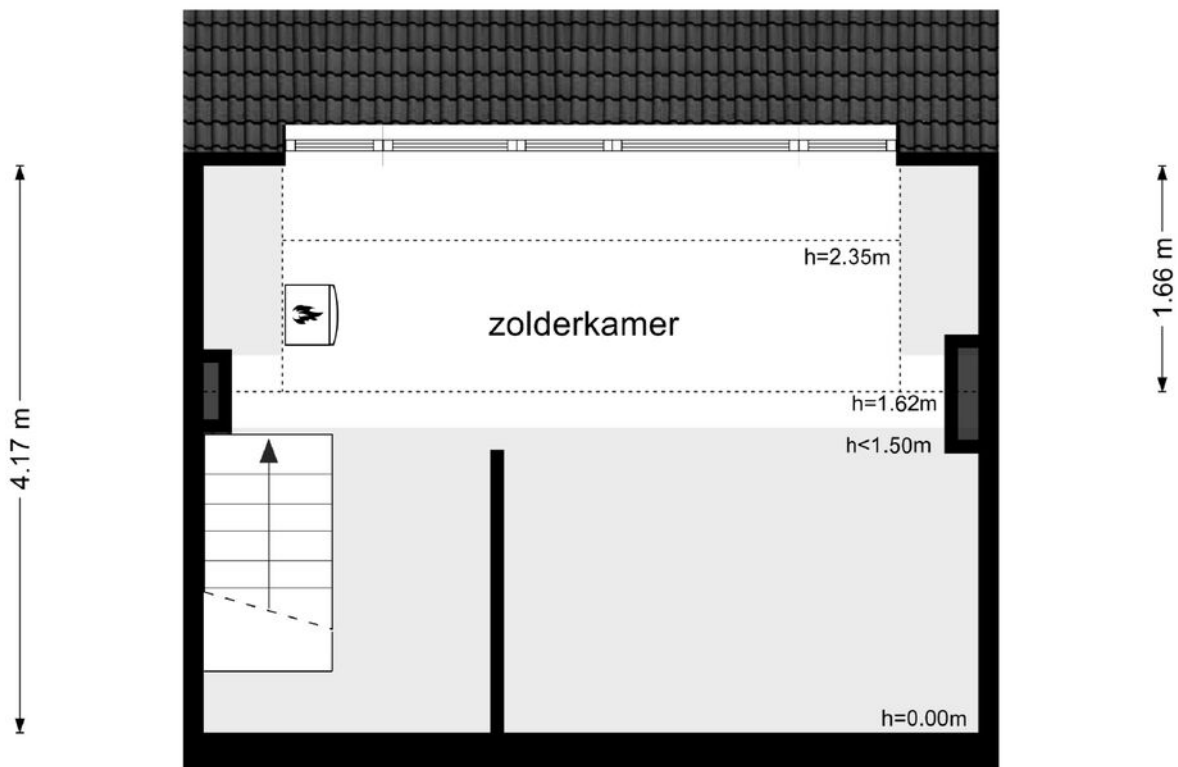 h=2.35m
zolderkamer
1.66 m
h=1.62m
h<1.50m
4.17 m
h=0.00m